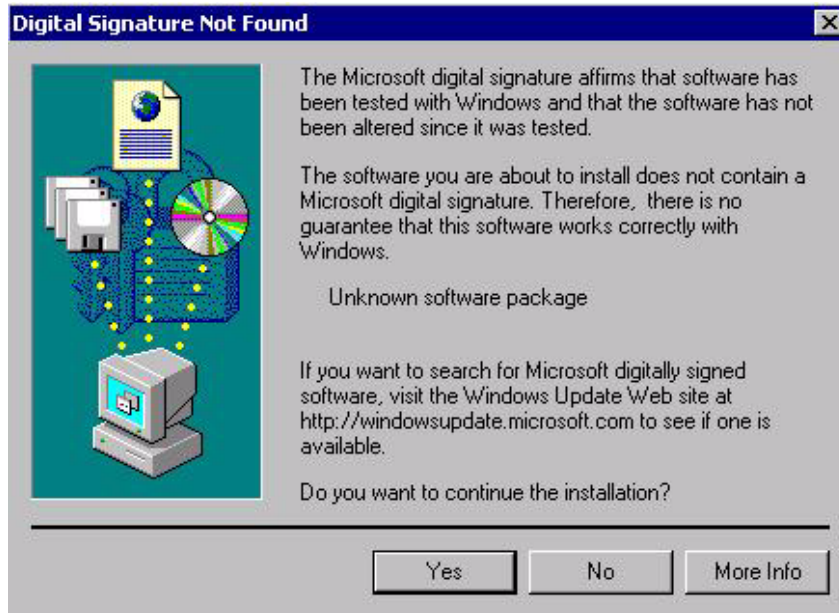 Digital Signature Not Found
The Microsoft digital signature affirms that software has
been tested with Windows and that the software has not
been altered since it was tested.
The software you are about to install does not contain a
Microsoft digital signature. Therefore,  there is no
guarantee that this software works correctly with
Windows.
Unknown software package
If you want to search for Microsoft digitally signed
software, visit the Windows Update Web site at
http://windowsupdate.microsoft.com to see if one is
available.
Do you want to continue the installation?
Yes
No
More Info